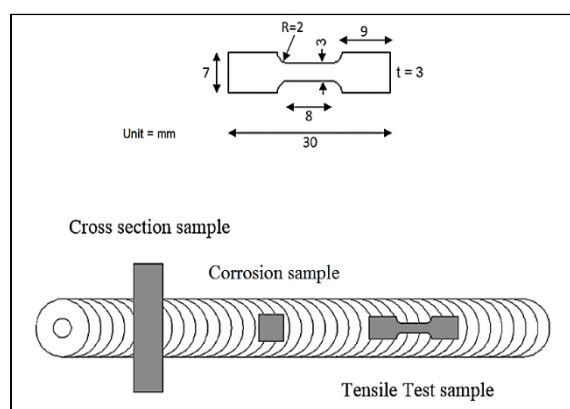 R=2
9
3
7
t = 3
8
Unit = mm
30
Cross section sample
Corrosion sample
Tensile Test sample